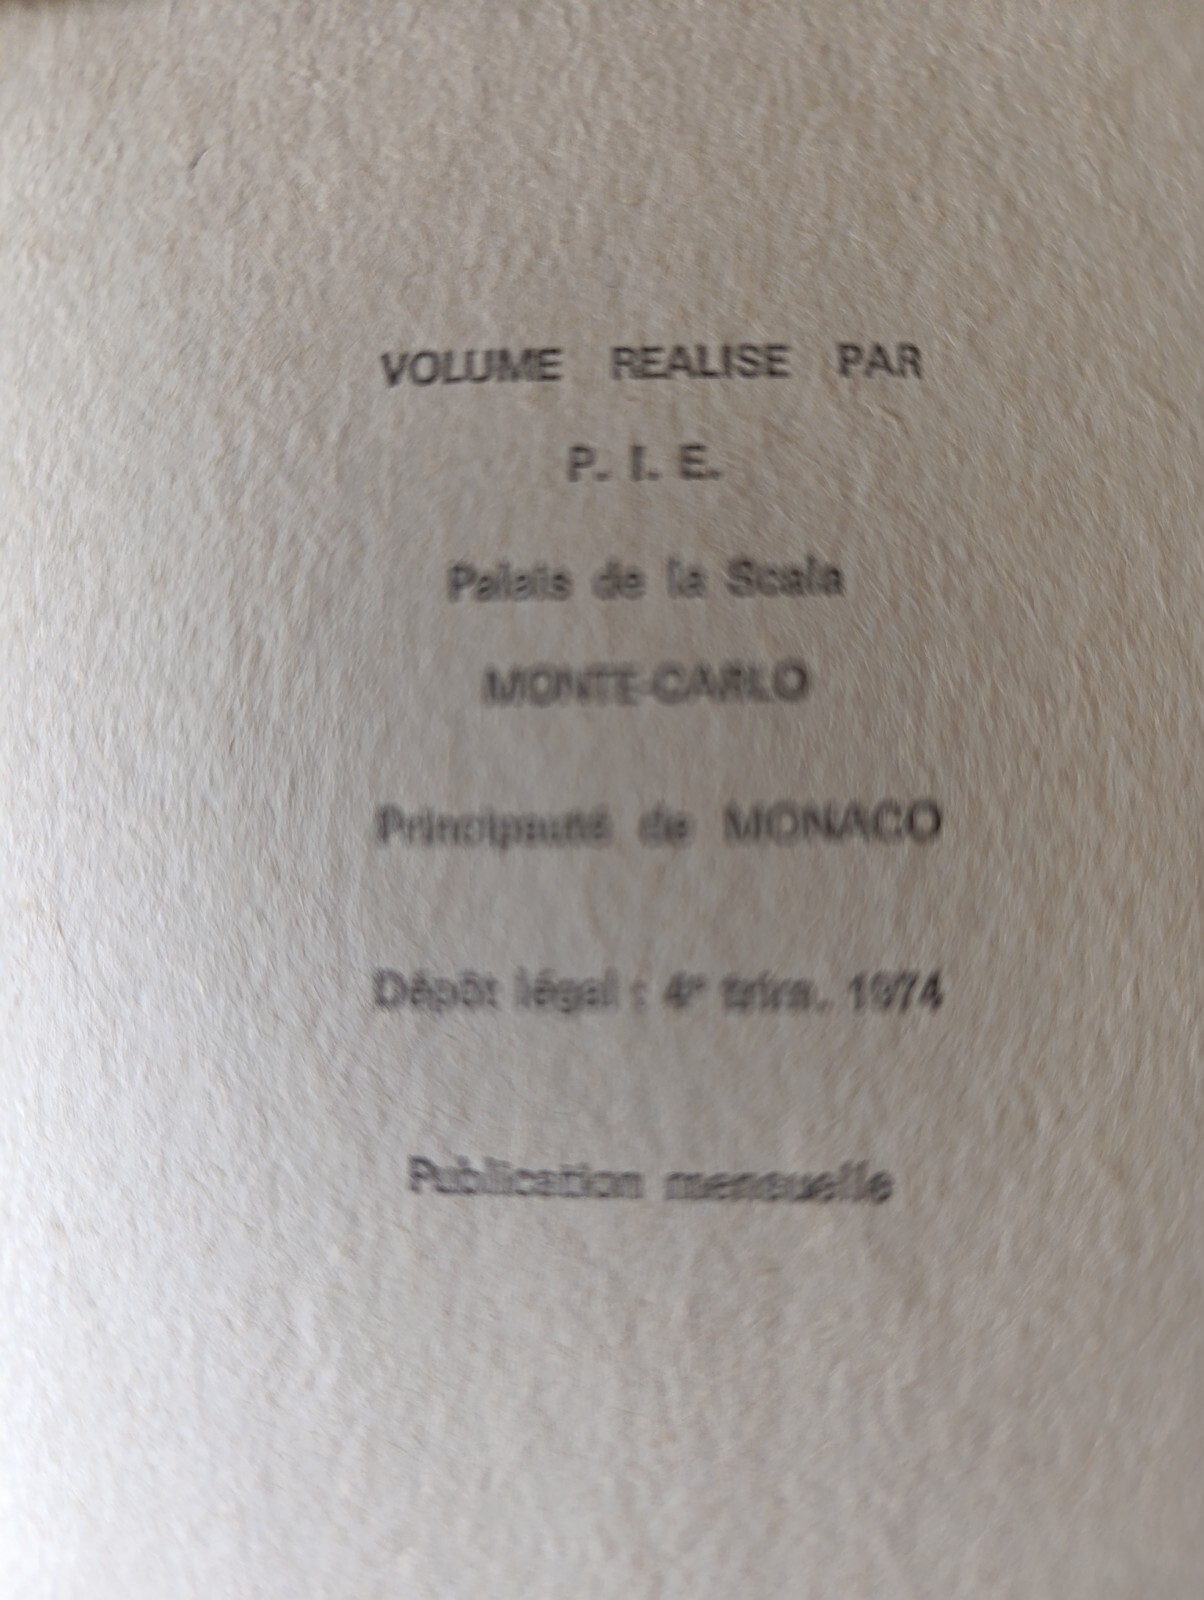 VOLUME REALISE PAR
P. I. E.
Palais de la Scala
MONTE-CARLO
Principauté de MONACO
Dépôt légal : 4e trim. 1974
Publication mensuelle